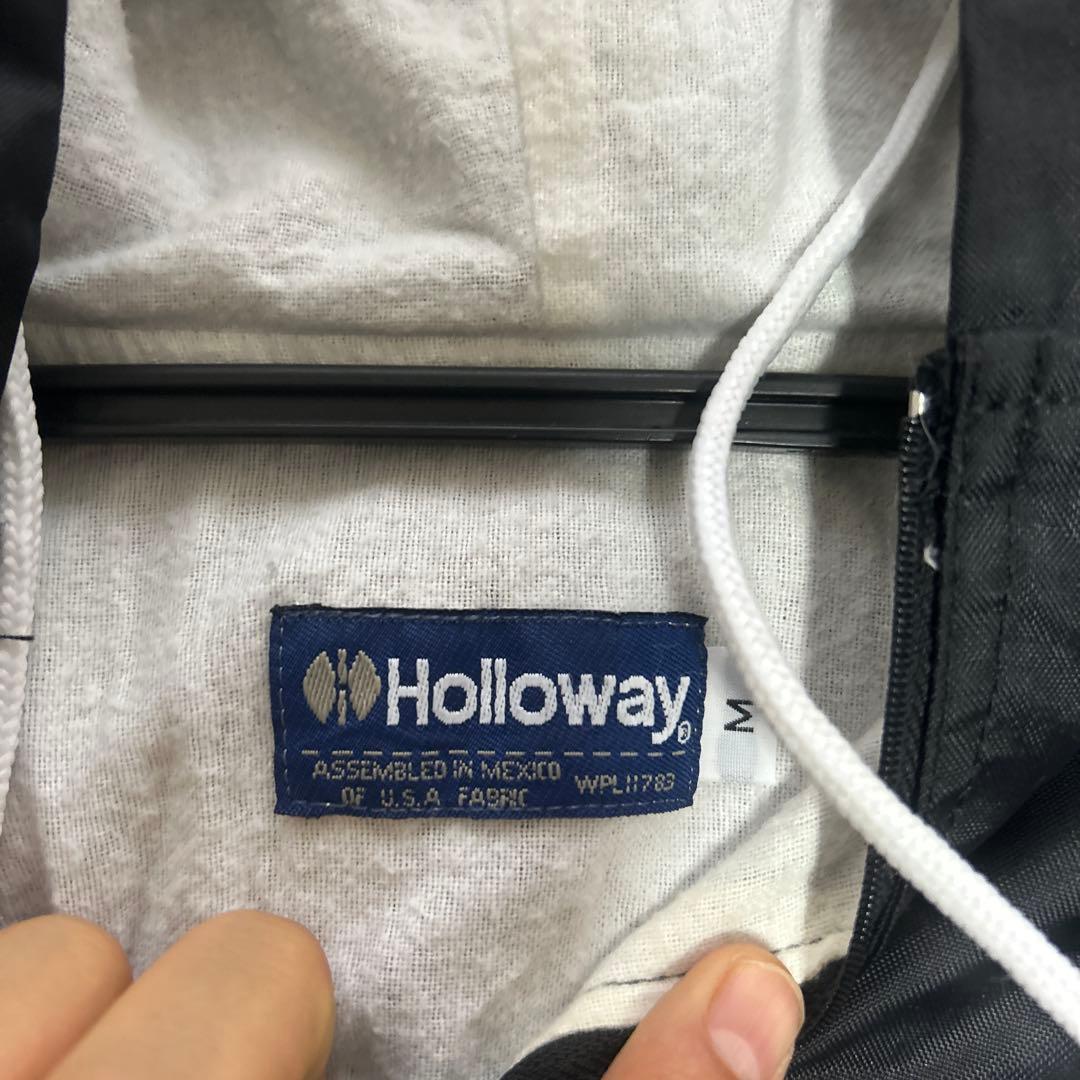 Holloway®
ASSEMBLED IN MEXICO
OF U.S.A FABRIC
WPL11783
M